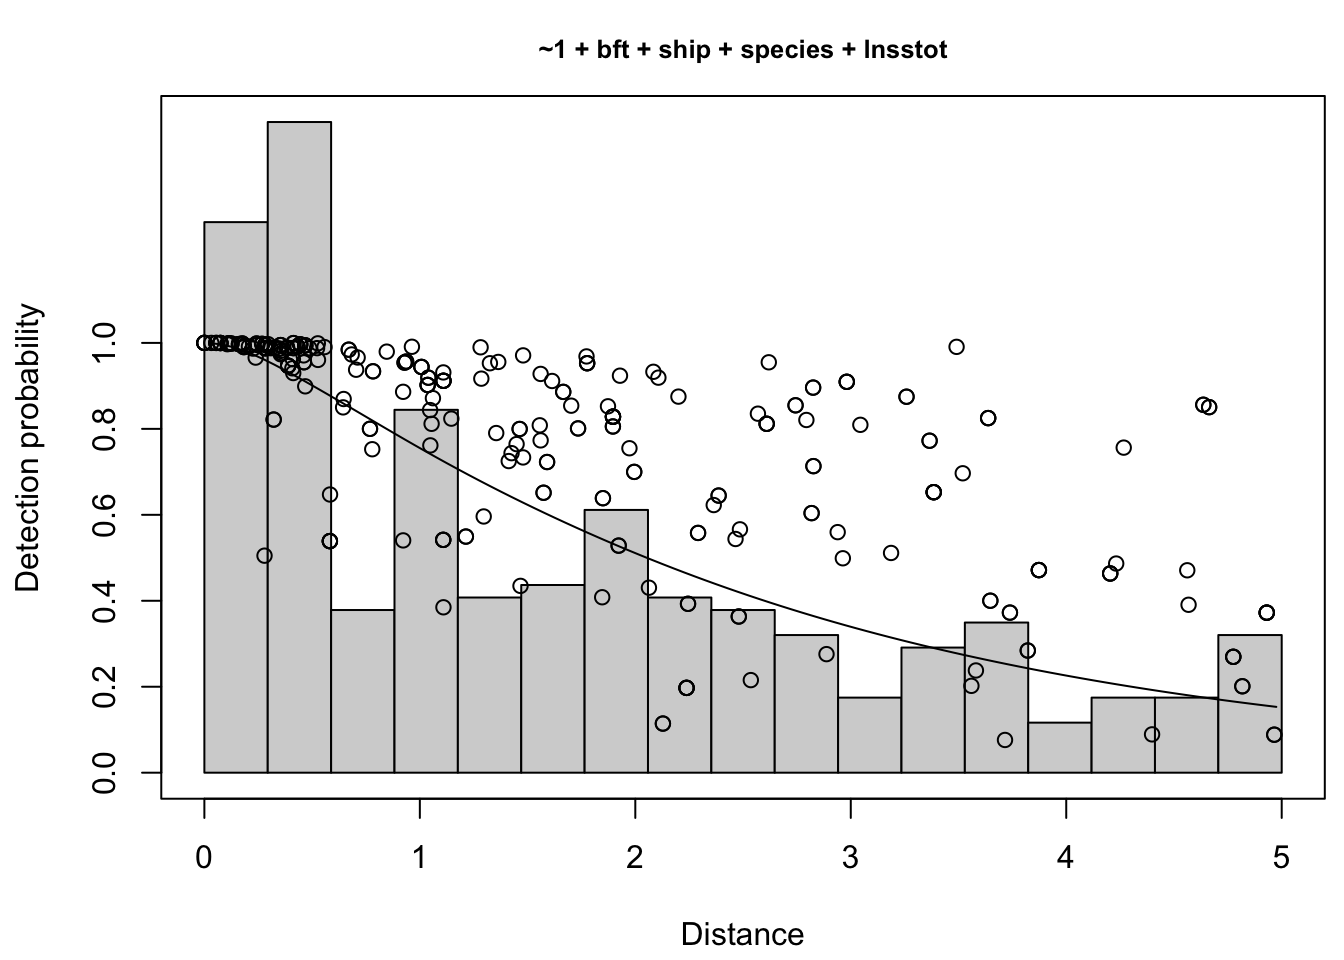 ~1 + bft + ship + species + lnsstot
Detection probability
1.0
0.8
0.6
0.4
0.2
0.0
0 1 2 3 4 5
Distance